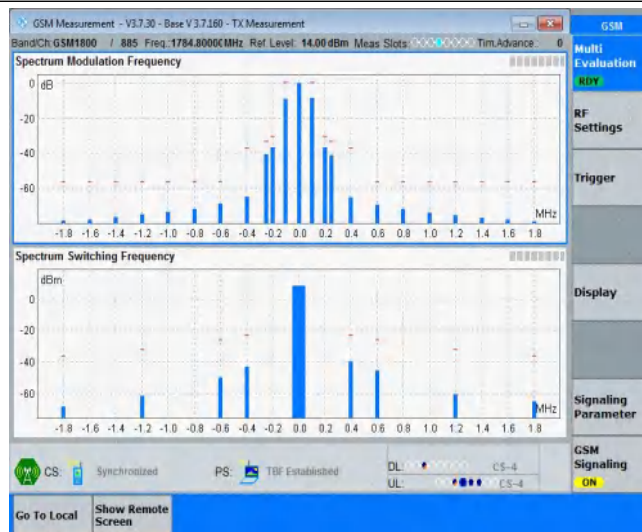 GSM Measurement - V3.7.30 - Base V 3.7.160 - TX Measurement
GSM
Band/Ch:GSM1800 / 885 Freq.:1784.8000 MHz Ref Level: 14.00 dBm Meas Slots: Tim.Advance: 0
Multi
Evaluation
RDY
Spectrum Modulation Frequency
dB
0
-20
-40
-60
MHz
-1.8 -1.6 -1.4 -1.2 -1.0 -0.8 -0.6 -0.4 -0.2 0.0 0.2 0.4 0.6 0.8 1.0 1.2 1.4 1.6 1.8
RF
Settings
Trigger
Spectrum Switching Frequency
dBm
0
-20
-40
-60
MHz
-1.8 -1.6 -1.4 -1.2 -1.0 -0.8 -0.6 -0.4 -0.2 0.0 0.2 0.4 0.6 0.8 1.0 1.2 1.4 1.6 1.8
Display
Signaling
Parameter
GSM
Signaling
ON
CS: Synchronized PS: TBF Established DL: CS-4
UL: CS-4
Go To Local
Show Remote
Screen